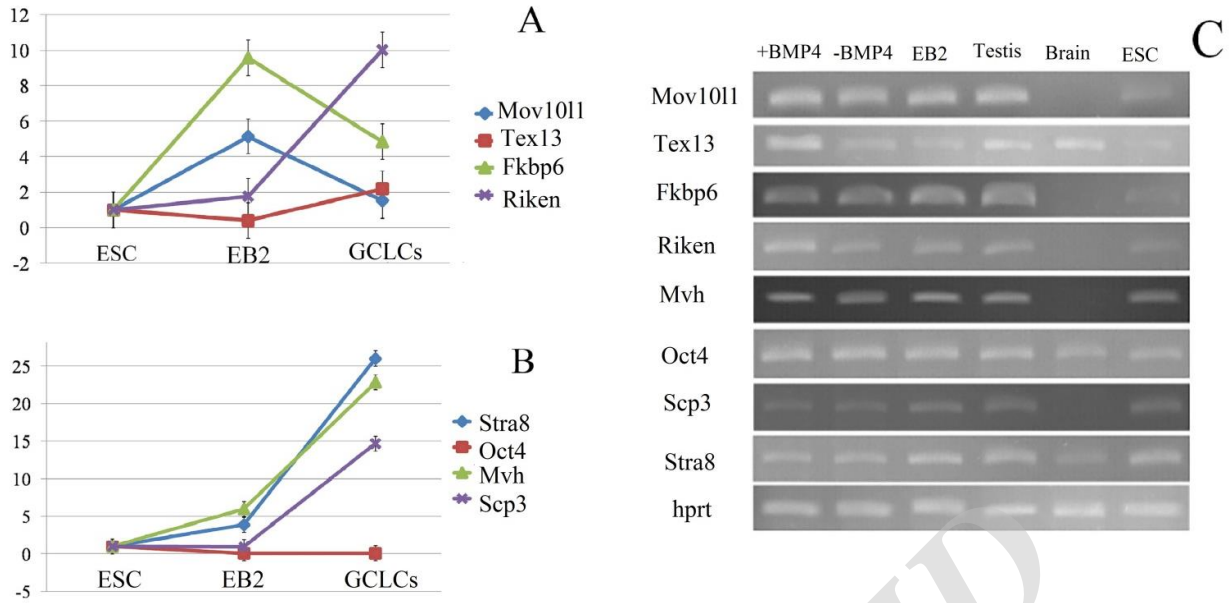 A
12
10
8
6
4
2
0
-2
ESC EB2 GCLCs
Mov10l1
Tex13
Fkbp6
Riken
B
25
20
15
10
5
0
-5
ESC EB2 GCLCs
Stra8
Oct4
Mvh
Scp3
C
+BMP4 -BMP4 EB2 Testis Brain ESC
Mov10l1
Tex13
Fkbp6
Riken
Mvh
Oct4
Scp3
Stra8
hprt